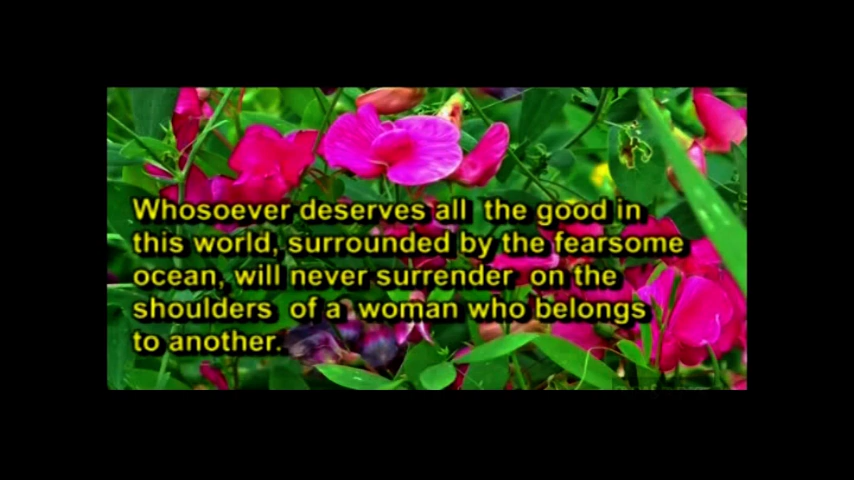 Whosoever deserves all the good in
this world, surrounded by the fearsome
ocean, will never surrender on the
shoulders of a woman who belongs
to another.